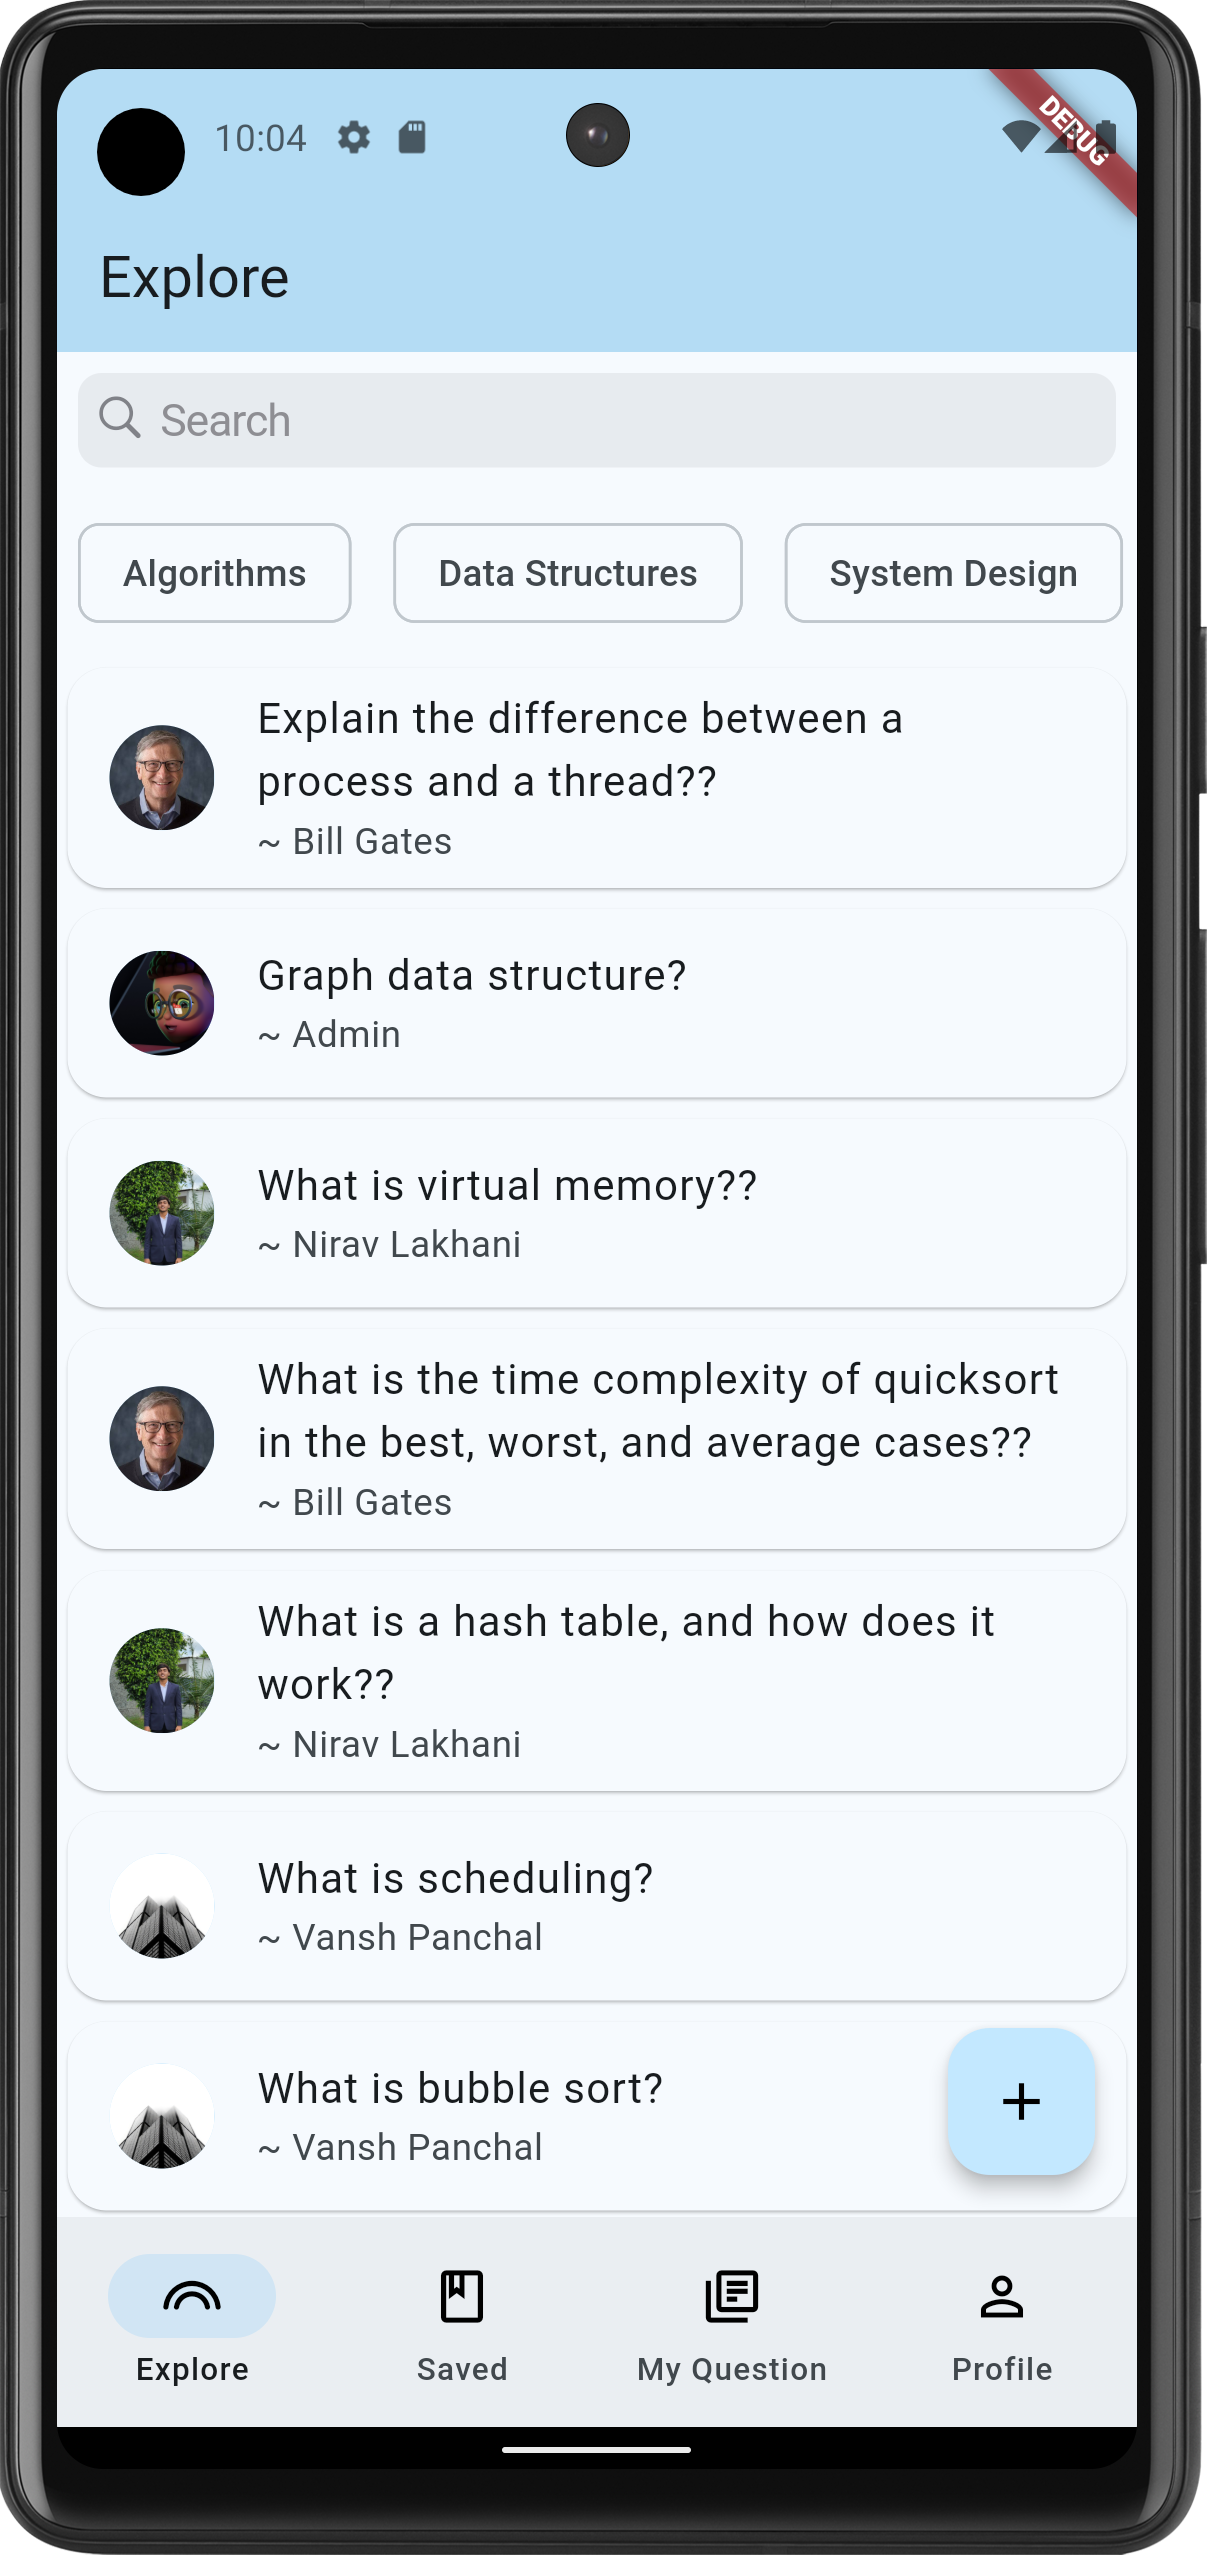 10:04
DEBUG
Explore
Search
Algorithms
Data Structures
System Design
Explain the difference between a
process and a thread??
~ Bill Gates
Graph data structure?
~ Admin
What is virtual memory??
~ Nirav Lakhani
What is the time complexity of quicksort
in the best, worst, and average cases??
~ Bill Gates
What is a hash table, and how does it
work??
~ Nirav Lakhani
What is scheduling?
~ Vansh Panchal
What is bubble sort?
~ Vansh Panchal
+
Explore
Saved
My Question
Profile